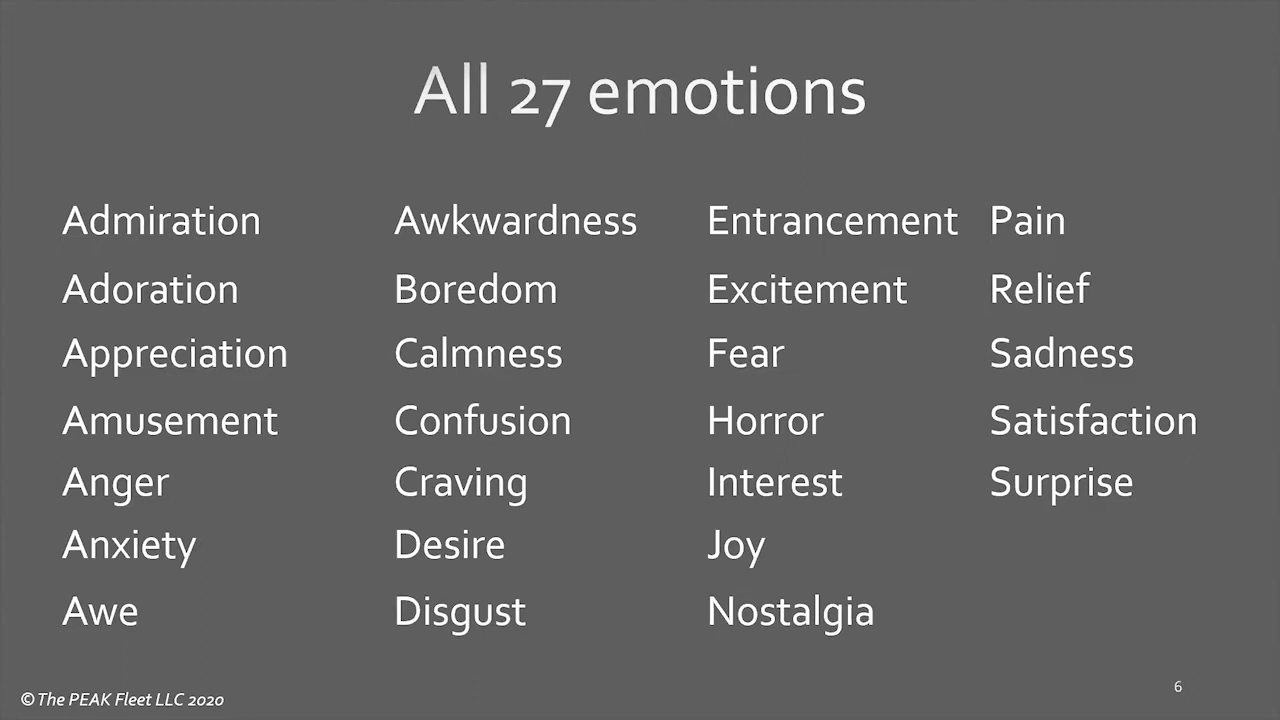 All 27 emotions
Admiration
Adoration
Appreciation
Amusement
Anger
Anxiety
Awe
Awkwardness
Boredom
Calmness
Confusion
Craving
Desire
Disgust
Entrancement
Excitement
Fear
Horror
Interest
Joy
Nostalgia
Pain
Relief
Sadness
Satisfaction
Surprise
© The PEAK Fleet LLC 2020
6